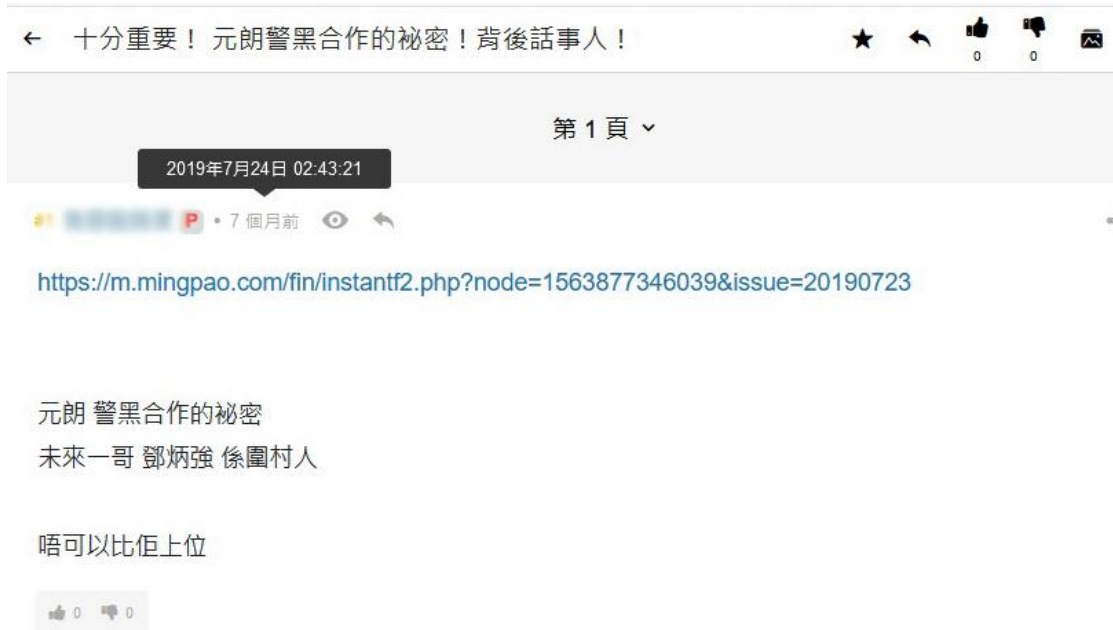 十分重要！ 元朗警黑合作的祕密！背後話事人！
0 0
第 1 頁
2019年7月24日 02:43:21
#1 P • 7 個月前
https://m.mingpao.com/fin/instantf2.php?node=1563877346039&issue=20190723
元朗 警黑合作的祕密
未來一哥 鄧炳強 係圍村人
唔可以比佢上位
0 0